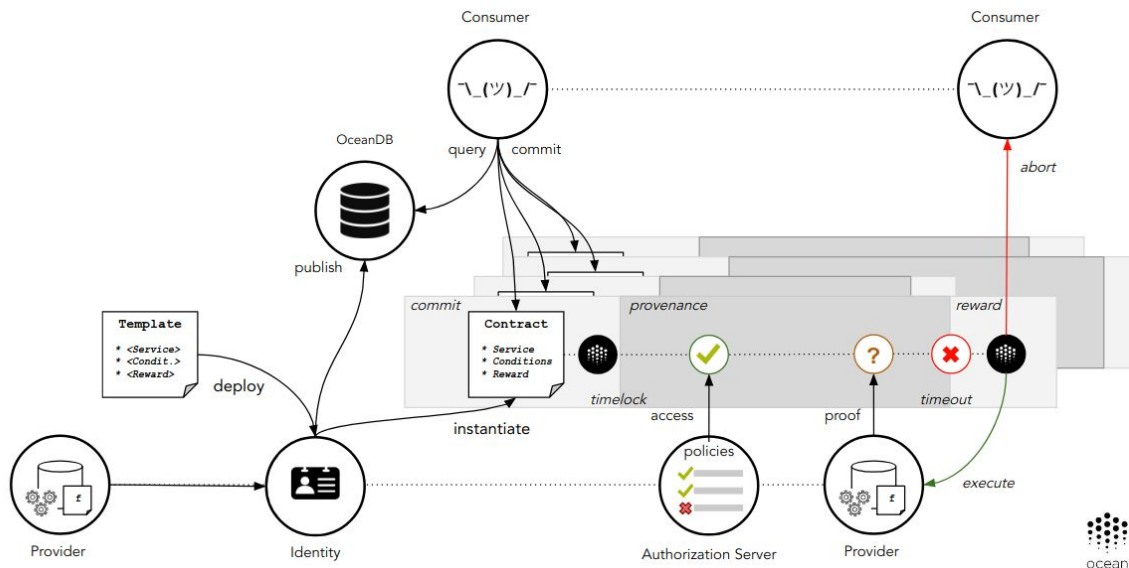 Consumer
Consumer
¯\_(ツ)_/¯
¯\_(ツ)_/¯
OceanDB
query
commit
abort
publish
commit
provenance
reward
Template
* <Service>
* <Condit.>
* <Reward>
Contract
* Service
* Conditions
* Reward
?
deploy
timelock
access
proof
timeout
instantiate
policies
f
f
execute
Provider
Identity
Authorization Server
Provider
ocean